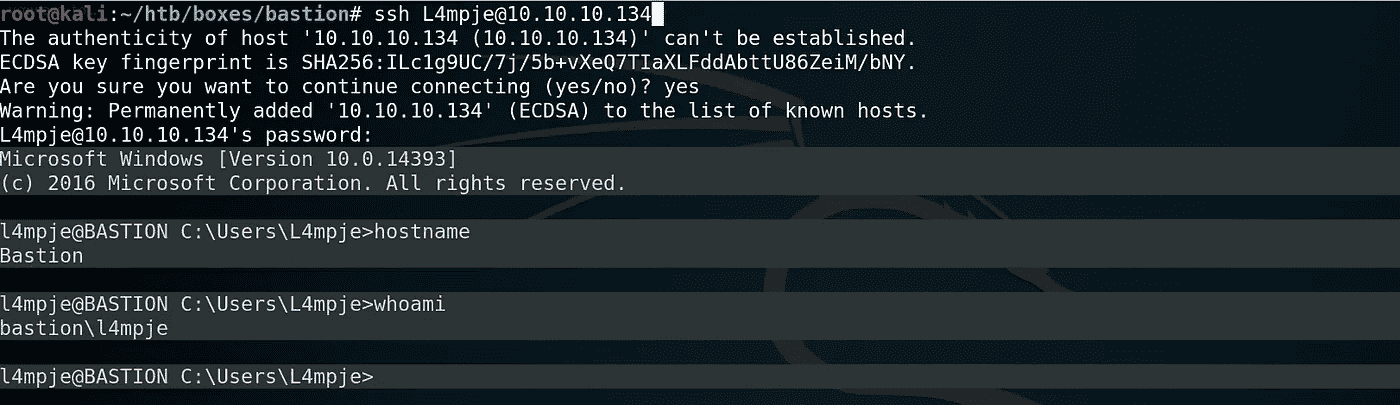 root@kali:~/htb/boxes/bastion# ssh L4mpje@10.10.10.134
The authenticity of host '10.10.10.134 (10.10.10.134)' can't be established.
ECDSA key fingerprint is SHA256:ILc1g9UC/7j/5b+vXeQ7TIaXLFddAbttU86ZeiM/bNY.
Are you sure you want to continue connecting (yes/no)? yes
Warning: Permanently added '10.10.10.134' (ECDSA) to the list of known hosts.
L4mpje@10.10.10.134's password:
Microsoft Windows [Version 10.0.14393]
(c) 2016 Microsoft Corporation. All rights reserved.
l4mpje@BASTION C:\Users\L4mpje>hostname
Bastion
l4mpje@BASTION C:\Users\L4mpje>whoami
bastion\l4mpje
l4mpje@BASTION C:\Users\L4mpje>